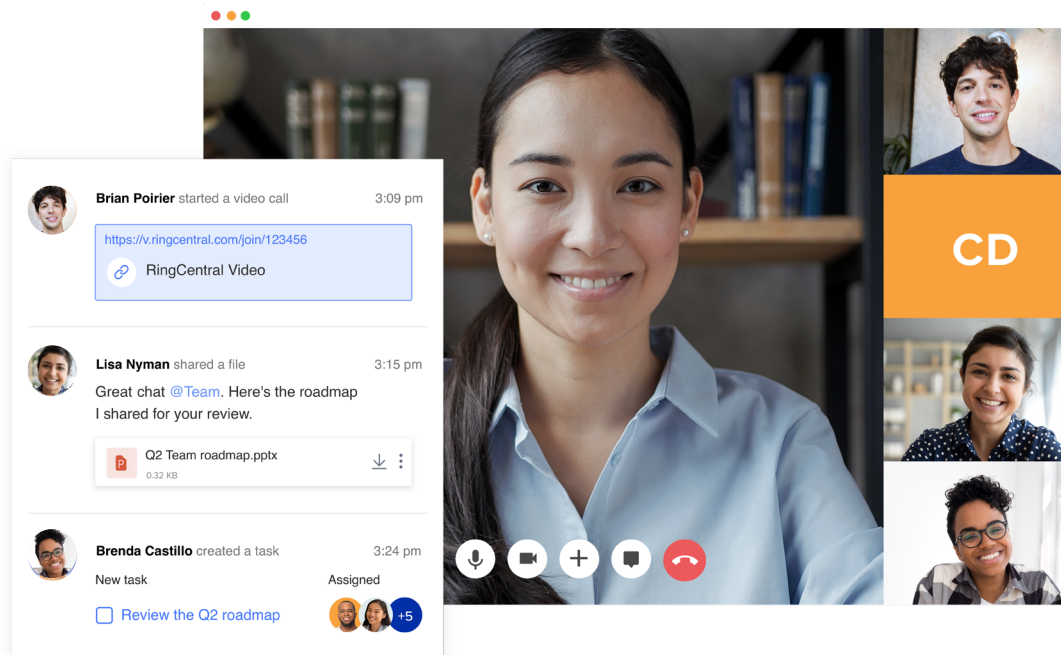 Brian Poirier started a video call 3:09 pm
https://v.ringcentral.com/join/123456
RingCentral Video
Lisa Nyman shared a file 3:15 pm
Great chat @Team. Here's the roadmap
I shared for your review.
P
Q2 Team roadmap.pptx
0.32 KB
Brenda Castillo created a task 3:24 pm
New task Assigned
Review the Q2 roadmap +5
CD